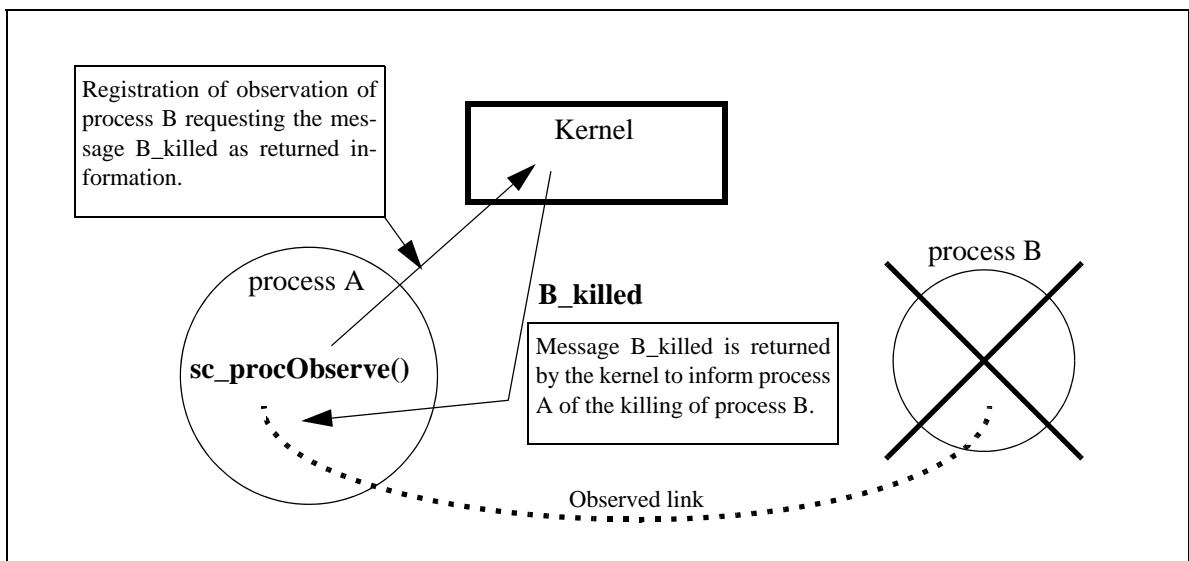 Registration of observation of
process B requesting the mes-
sage B_killed as returned in-
formation.
Kernel
process A
sc_procObserve()
B_killed
Message B_killed is returned
by the kernel to inform process
A of the killing of process B.
process B
Observed link